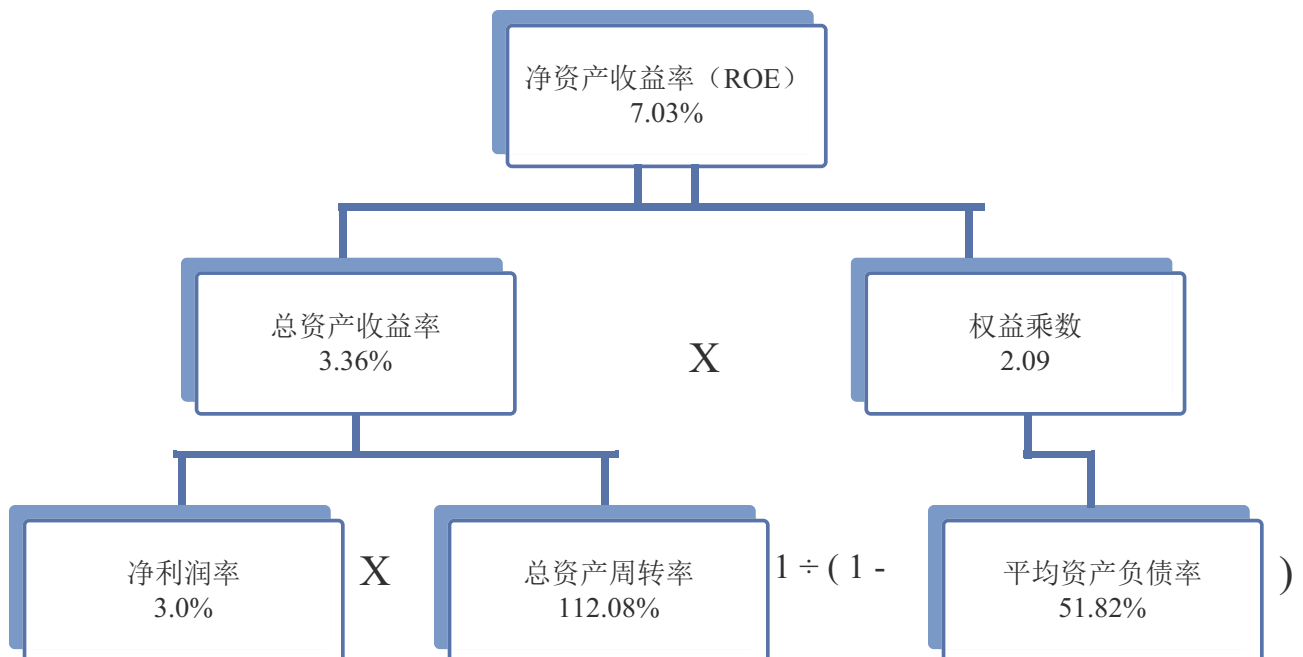 净资产收益率（ROE）
7.03%
总资产收益率
3.36%
X
权益乘数
2.09
净利润率
3.0%
X
总资产周转率
112.08%
1 ÷ ( 1 -
平均资产负债率
51.82%
)